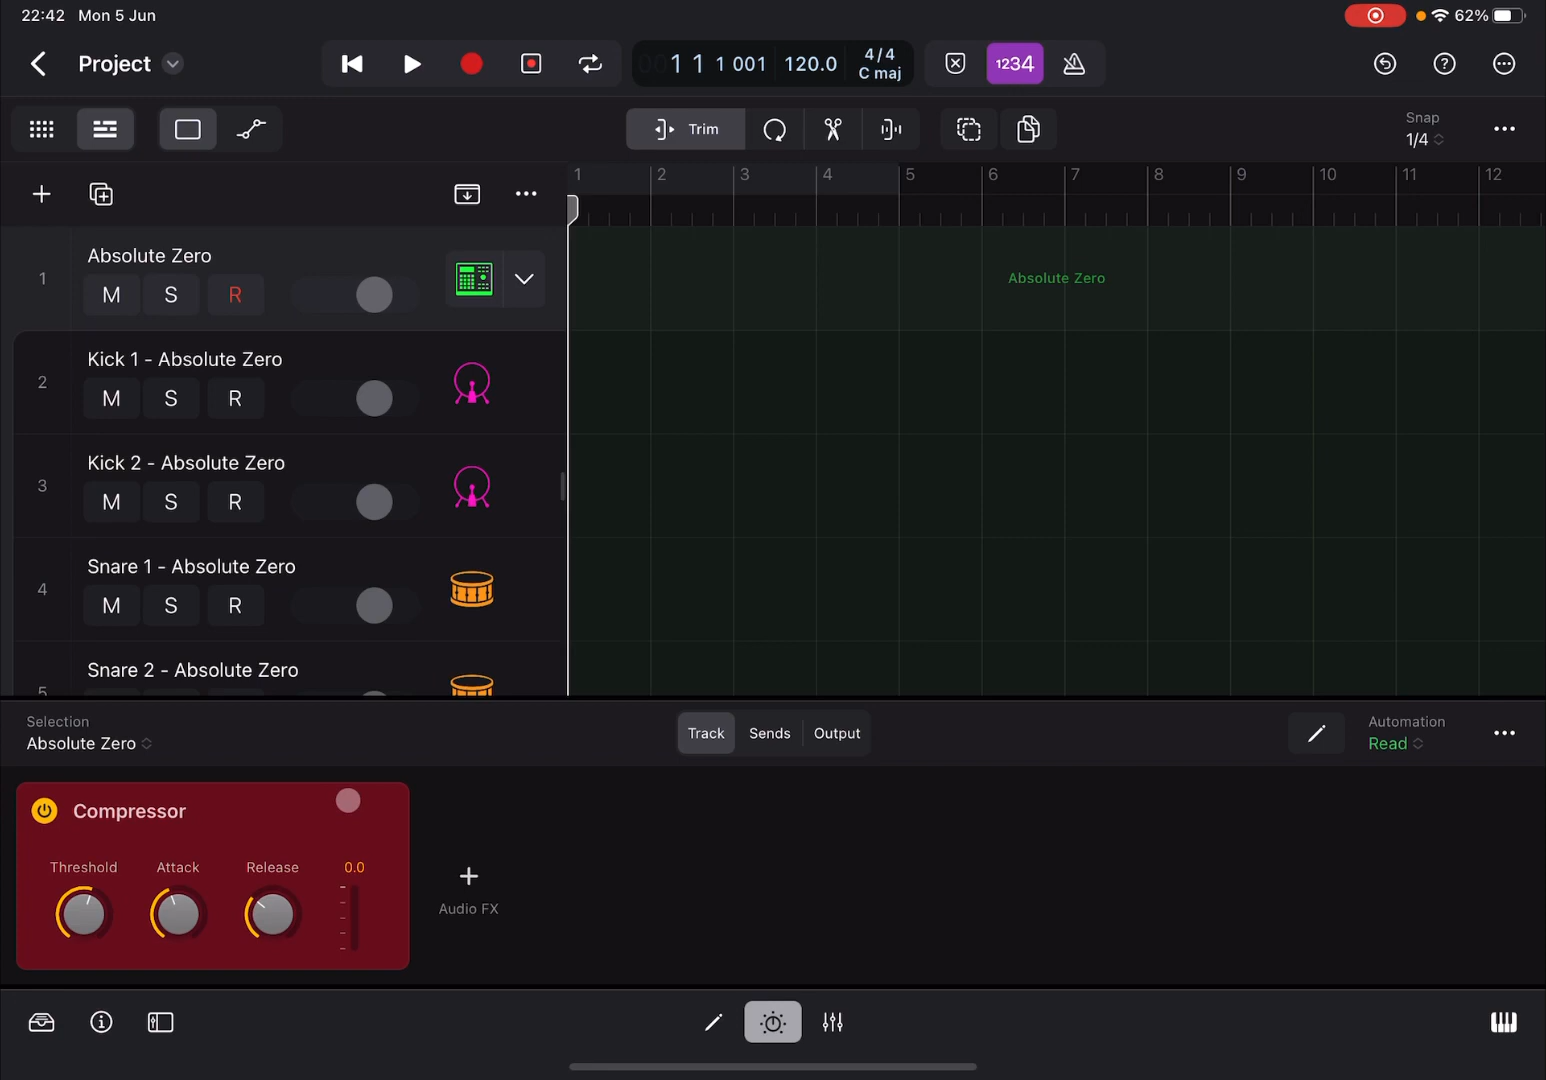 22:42 Mon 5 Jun
62%
Project
1 1 1 001
120.0
4/4
C maj
1234
Trim
Snap
1/4
1 2 3 4 5 6 7 8 9 10 11 12
1
Absolute Zero
M S R
Absolute Zero
2
Kick 1 - Absolute Zero
M S R
3
Kick 2 - Absolute Zero
M S R
4
Snare 1 - Absolute Zero
M S R
5
Snare 2 - Absolute Zero
Selection
Absolute Zero
Track Sends Output
Automation
Read
Compressor
Threshold Attack Release 0.0
Audio FX